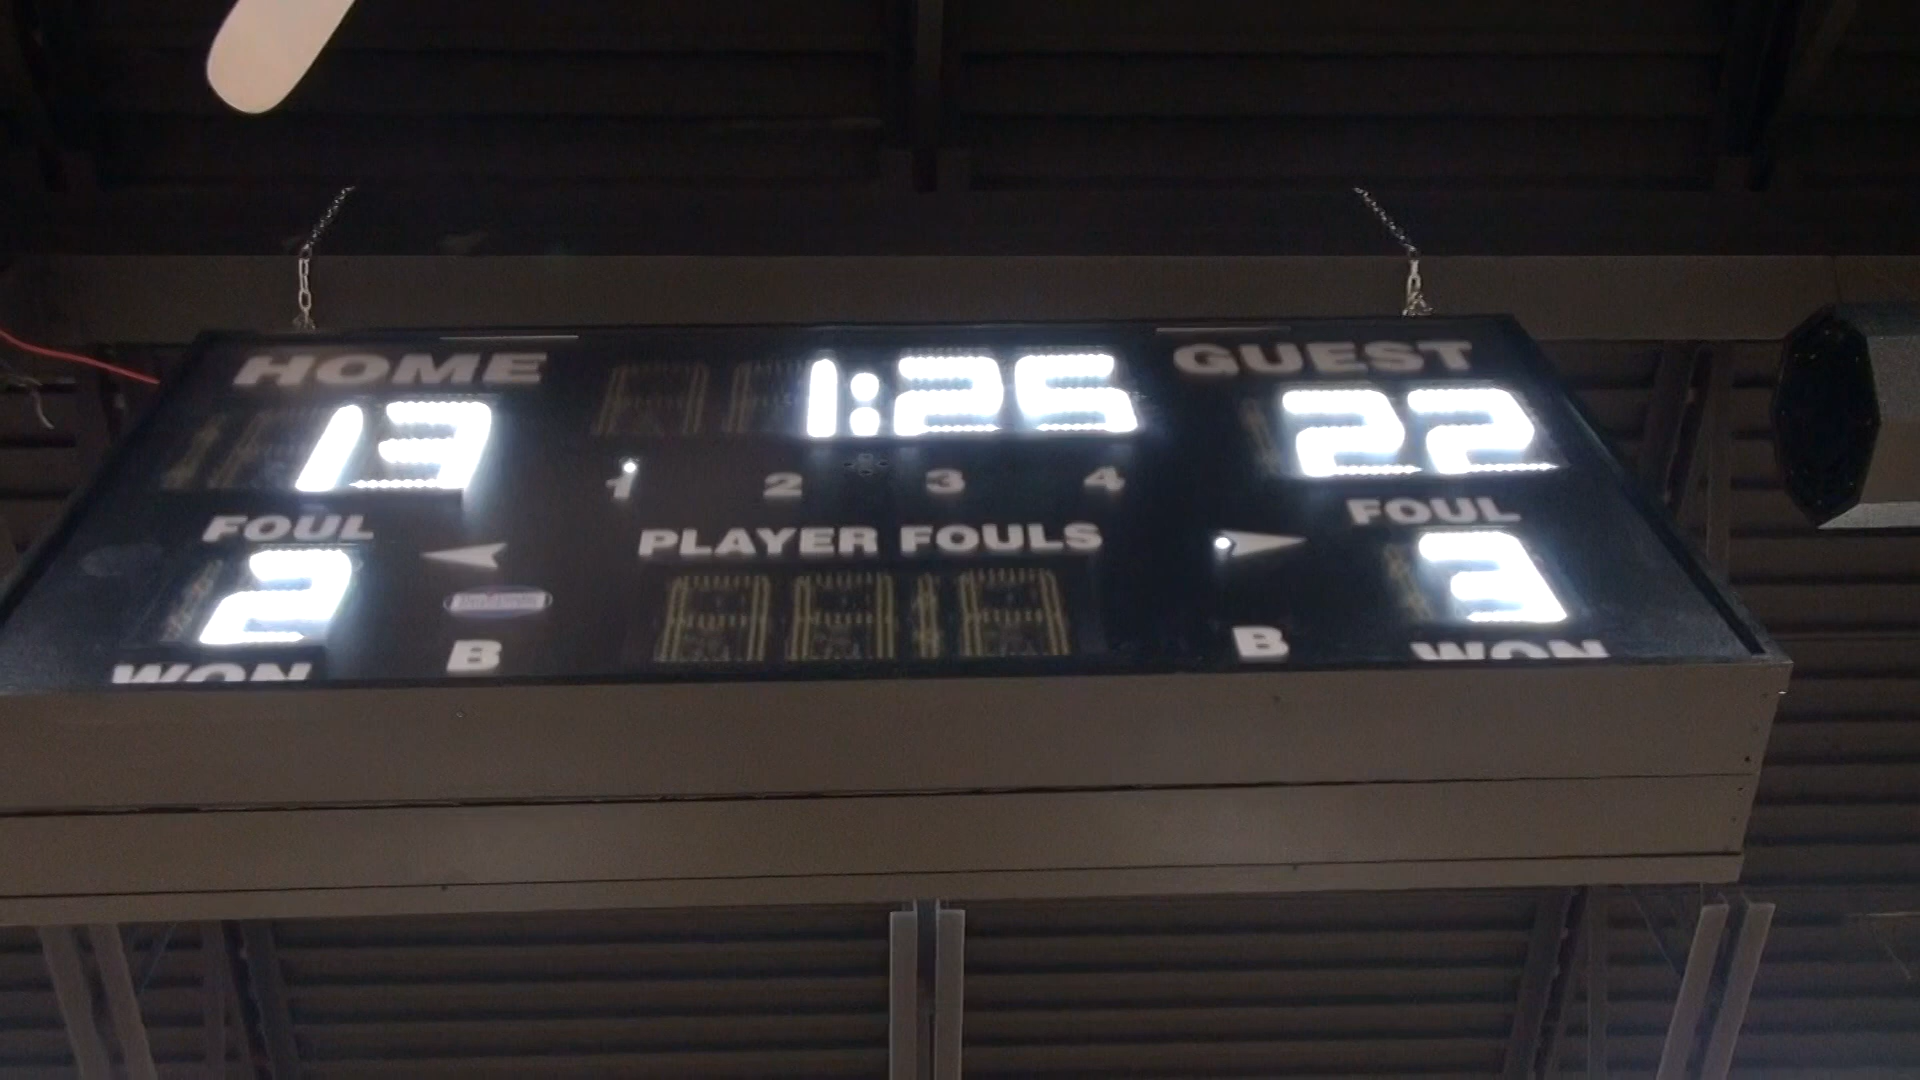 HOME 1:25 GUEST
13 22
1 2 3 4
FOUL PLAYER FOULS FOUL
2 3
B B
WON WON